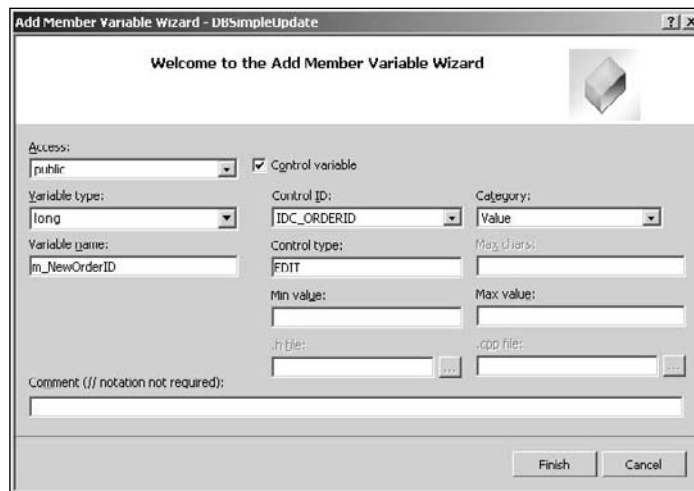 Add Member Variable Wizard - DBSimpleUpdate
Welcome to the Add Member Variable Wizard
Access:
public
Control variable
Variable type:
long
Control ID:
IDC_ORDERID
Category:
Value
Variable name:
m_NewOrderID
Control type:
EDIT
Max chars:
Min value:
Max value:
.h file:
...
.cpp file:
...
Comment (// notation not required):
Finish
Cancel